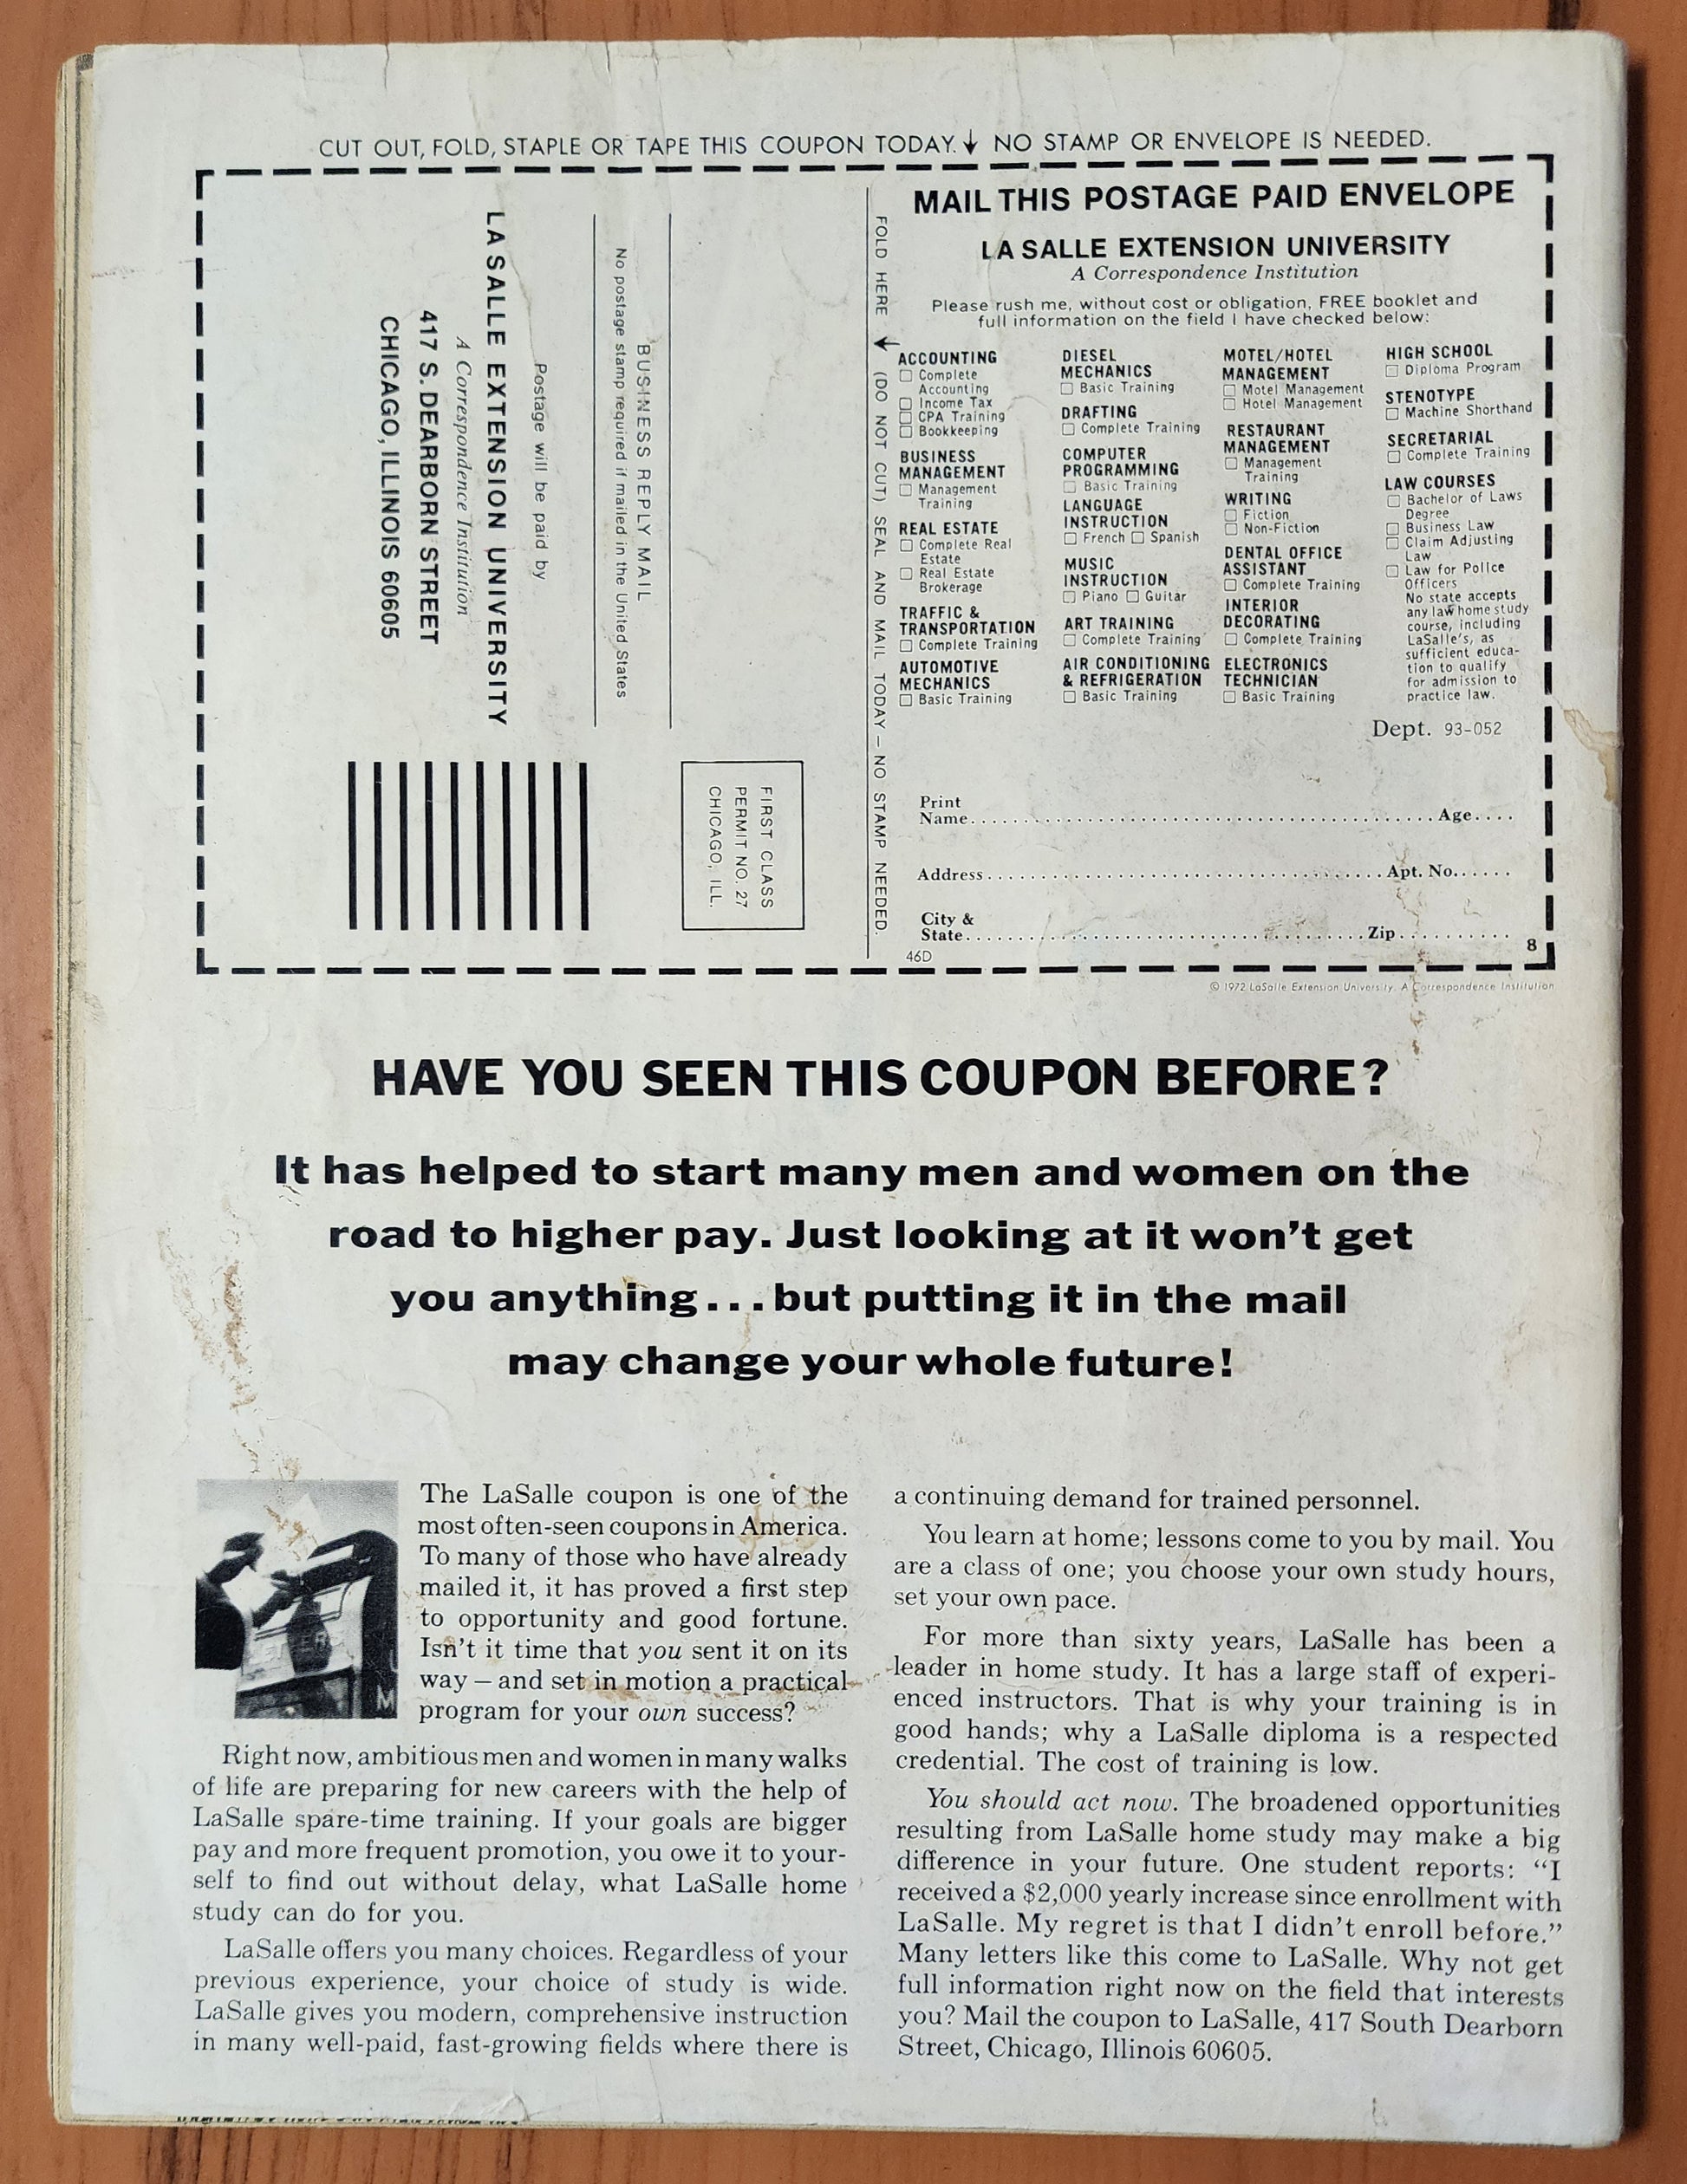 CUT OUT, FOLD, STAPLE OR TAPE THIS COUPON TODAY. NO STAMP OR ENVELOPE IS NEEDED.
BUSINESS REPLY MAIL
No postage stamp required if mailed in the United States
Postage will be paid by
LA SALLE EXTENSION UNIVERSITY
A Correspondence Institution
417 S. DEARBORN STREET
CHICAGO, ILLINOIS 60605
FIRST CLASS
PERMIT NO. 27
CHICAGO, ILL.
FOLD HERE (DO NOT CUT) SEAL AND MAIL TODAY — NO STAMP NEEDED.
MAIL THIS POSTAGE PAID ENVELOPE
LA SALLE EXTENSION UNIVERSITY
A Correspondence Institution
Please rush me, without cost or obligation, FREE booklet and
full information on the field I have checked below:
ACCOUNTING
Complete
Accounting
Income Tax
CPA Training
Bookkeeping
BUSINESS
MANAGEMENT
Management
Training
REAL ESTATE
Complete Real
Estate
Real Estate
Brokerage
TRAFFIC &
TRANSPORTATION
Complete Training
AUTOMOTIVE
MECHANICS
Basic Training
DIESEL
MECHANICS
Basic Training
DRAFTING
Complete Training
COMPUTER
PROGRAMMING
Basic Training
LANGUAGE
INSTRUCTION
French Spanish
MUSIC
INSTRUCTION
Piano Guitar
ART TRAINING
Complete Training
AIR CONDITIONING
& REFRIGERATION
Basic Training
MOTEL/HOTEL
MANAGEMENT
Motel Management
Hotel Management
RESTAURANT
MANAGEMENT
Management
Training
WRITING
Fiction
Non-Fiction
DENTAL OFFICE
ASSISTANT
Complete Training
INTERIOR
DECORATING
Complete Training
ELECTRONICS
TECHNICIAN
Basic Training
HIGH SCHOOL
Diploma Program
STENOTYPE
Machine Shorthand
SECRETARIAL
Complete Training
LAW COURSES
Bachelor of Laws
Degree
Business Law
Claim Adjusting
Law
Law for Police
Officers
No state accepts
any law home study
course, including
LaSalle's, as
sufficient educa-
tion to qualify
for admission to
practice law.
Dept. 93-052
Print
Name Age
Address Apt. No.
City &
State Zip
46D
8
© 1972 LaSalle Extension University. A Correspondence Institution
HAVE YOU SEEN THIS COUPON BEFORE?
It has helped to start many men and women on the
road to higher pay. Just looking at it won't get
you anything...but putting it in the mail
may change your whole future!
The LaSalle coupon is one of the
most often-seen coupons in America.
To many of those who have already
mailed it, it has proved a first step
to opportunity and good fortune.
Isn't it time that you sent it on its
way — and set in motion a practical
program for your own success?
Right now, ambitious men and women in many walks
of life are preparing for new careers with the help of
LaSalle spare-time training. If your goals are bigger
pay and more frequent promotion, you owe it to your-
self to find out without delay, what LaSalle home
study can do for you.
LaSalle offers you many choices. Regardless of your
previous experience, your choice of study is wide.
LaSalle gives you modern, comprehensive instruction
in many well-paid, fast-growing fields where there is
a continuing demand for trained personnel.
You learn at home; lessons come to you by mail. You
are a class of one; you choose your own study hours,
set your own pace.
For more than sixty years, LaSalle has been a
leader in home study. It has a large staff of experi-
enced instructors. That is why your training is in
good hands; why a LaSalle diploma is a respected
credential. The cost of training is low.
You should act now. The broadened opportunities
resulting from LaSalle home study may make a big
difference in your future. One student reports: "I
received a $2,000 yearly increase since enrollment with
LaSalle. My regret is that I didn't enroll before."
Many letters like this come to LaSalle. Why not get
full information right now on the field that interests
you? Mail the coupon to LaSalle, 417 South Dearborn
Street, Chicago, Illinois 60605.